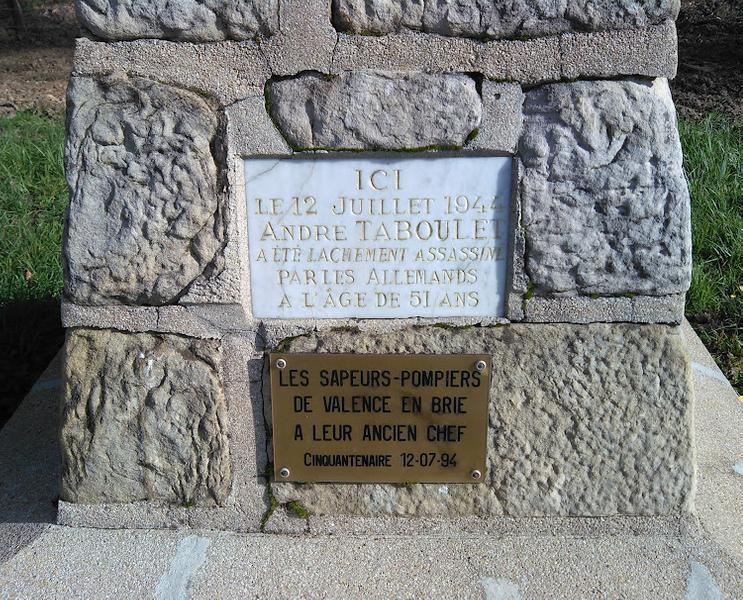 ICI
LE 12 JUILLET 1944
ANDRE TABOULET
A ÉTÉ LACHEMENT ASSASSINE
PAR LES ALLEMANDS
A L'ÂGE DE 51 ANS
LES SAPEURS-POMPIERS
DE VALENCE EN BRIE
A LEUR ANCIEN CHEF
CINQUANTENAIRE 12-07-94